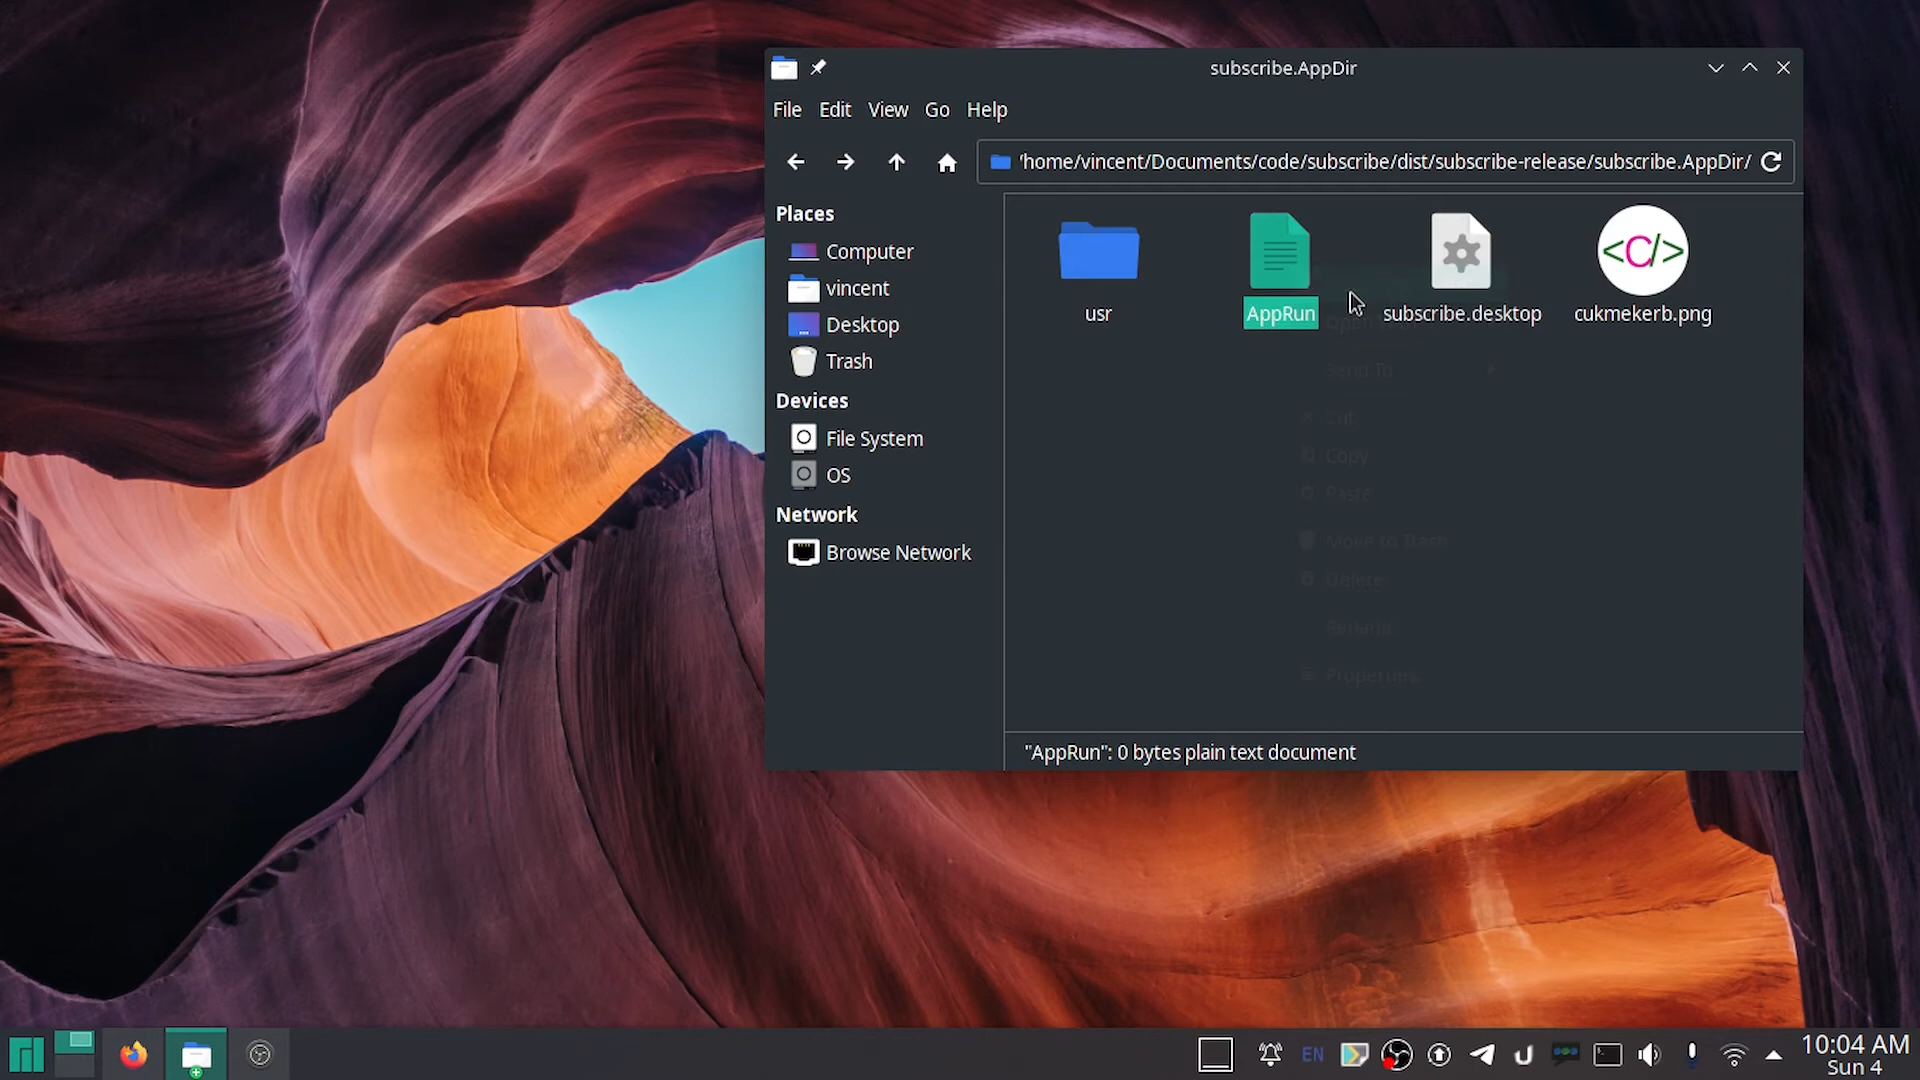 subscribe.AppDir
File Edit View Go Help
/home/vincent/Documents/code/subscribe/dist/subscribe-release/subscribe.AppDir/
Places
Computer
vincent
Desktop
Trash
Devices
File System
OS
Network
Browse Network
usr
AppRun
subscribe.desktop
<C/>
cukmekerb.png
Send To
Cut
Copy
Paste
Move to Trash
Delete
Rename
Properties
"AppRun": 0 bytes plain text document
EN
10:04 AM
Sun 4